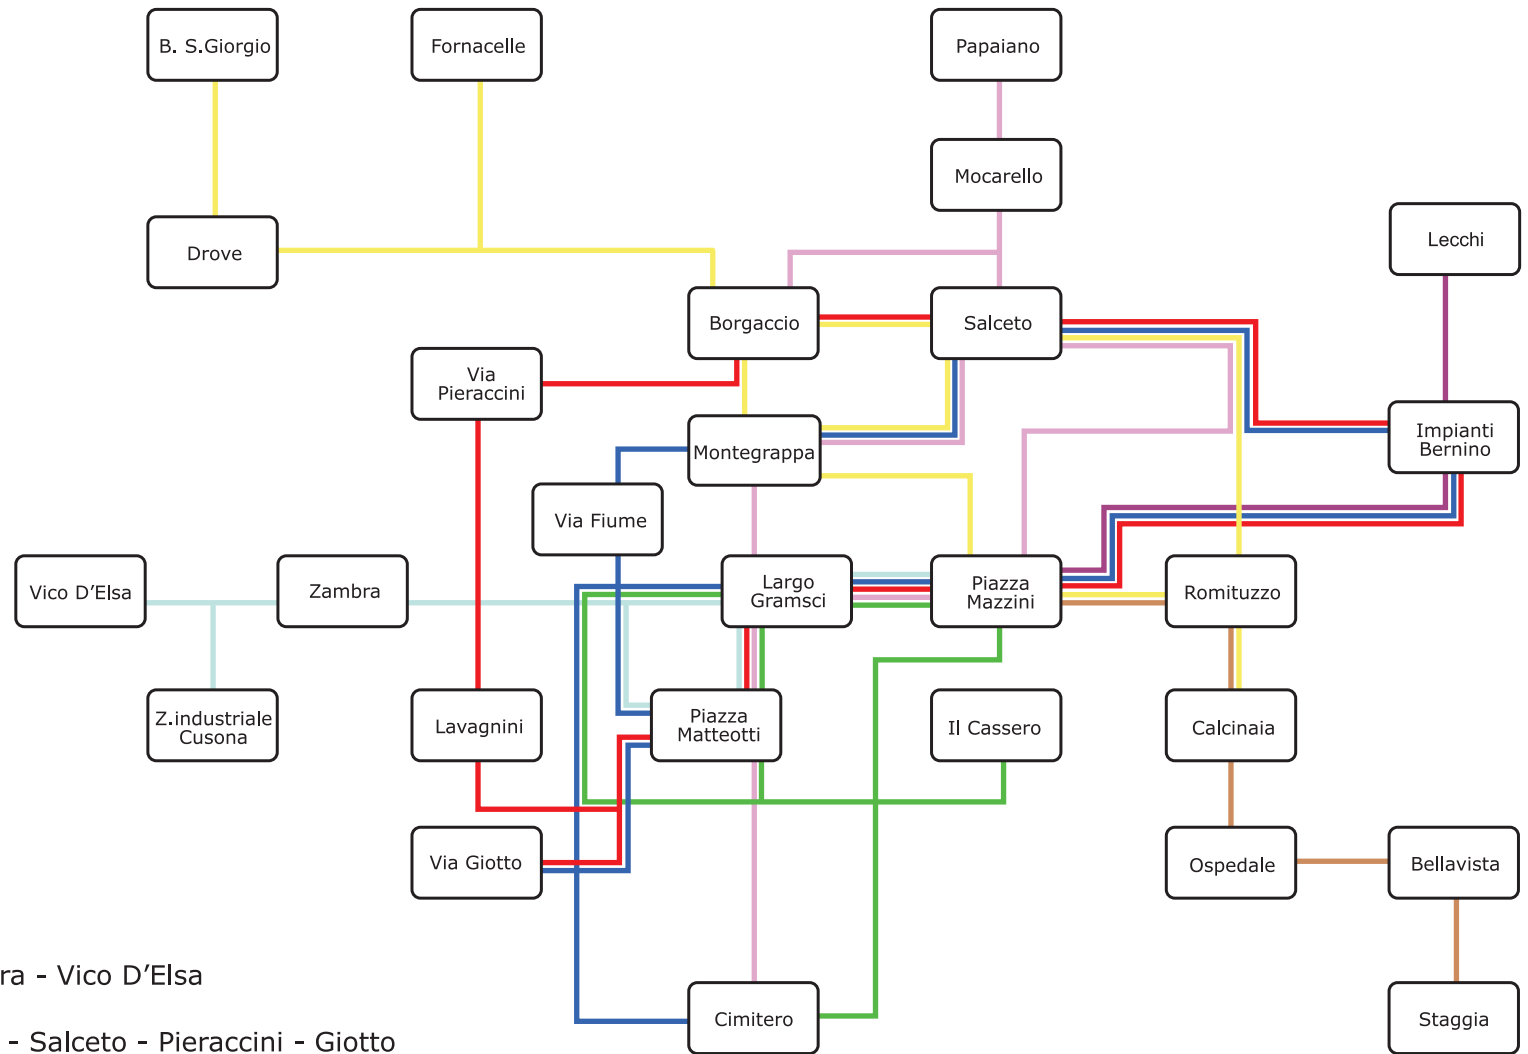 B. S.Giorgio
Fornacelle
Papaiano
Mocarello
Drove
Lecchi
Borgaccio
Salceto
Via
Pieraccini
Montegrappa
Impianti
Bernino
Via Fiume
Vico D'Elsa
Zambra
Largo
Gramsci
Piazza
Mazzini
Romituzzo
Z.industriale
Cusona
Lavagnini
Piazza
Matteotti
Il Cassero
Calcinaia
Via Giotto
Ospedale
Bellavista
ra - Vico D'Elsa
Cimitero
Staggia
- Salceto - Pieraccini - Giotto